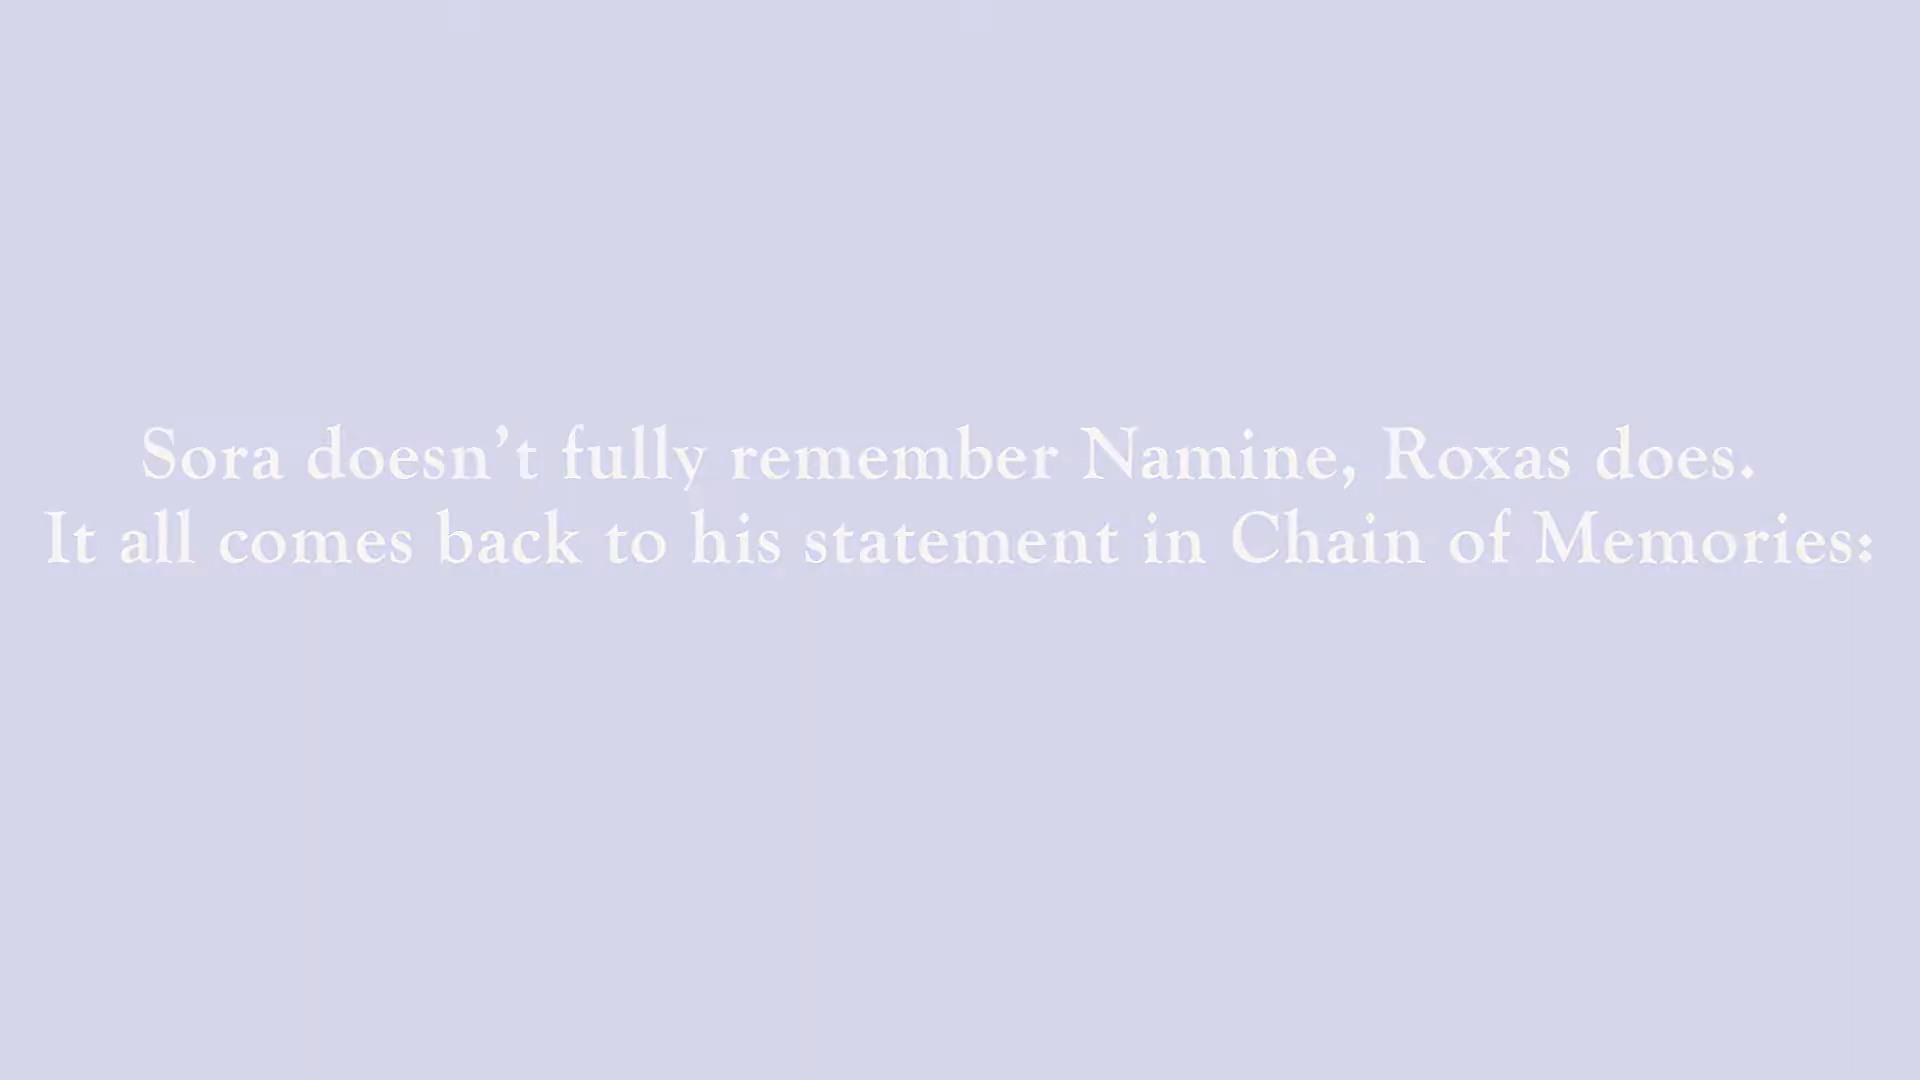 Sora doesn’t fully remember Namine, Roxas does.
It all comes back to his statement in Chain of Memories: